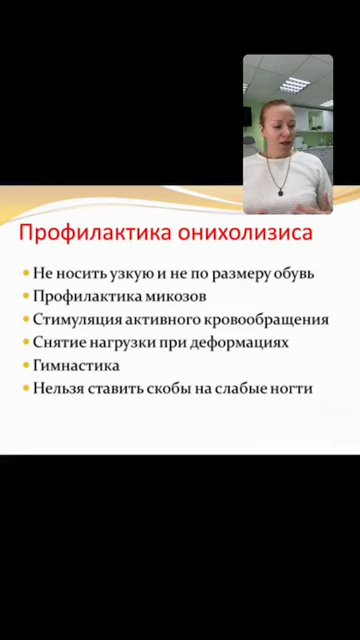 Профилактика онихолизиса
Не носить узкую и не по размеру обувь
Профилактика микозов
Стимуляция активного кровообращения
Снятие нагрузки при деформациях
Гимнастика
Нельзя ставить скобы на слабые ногти